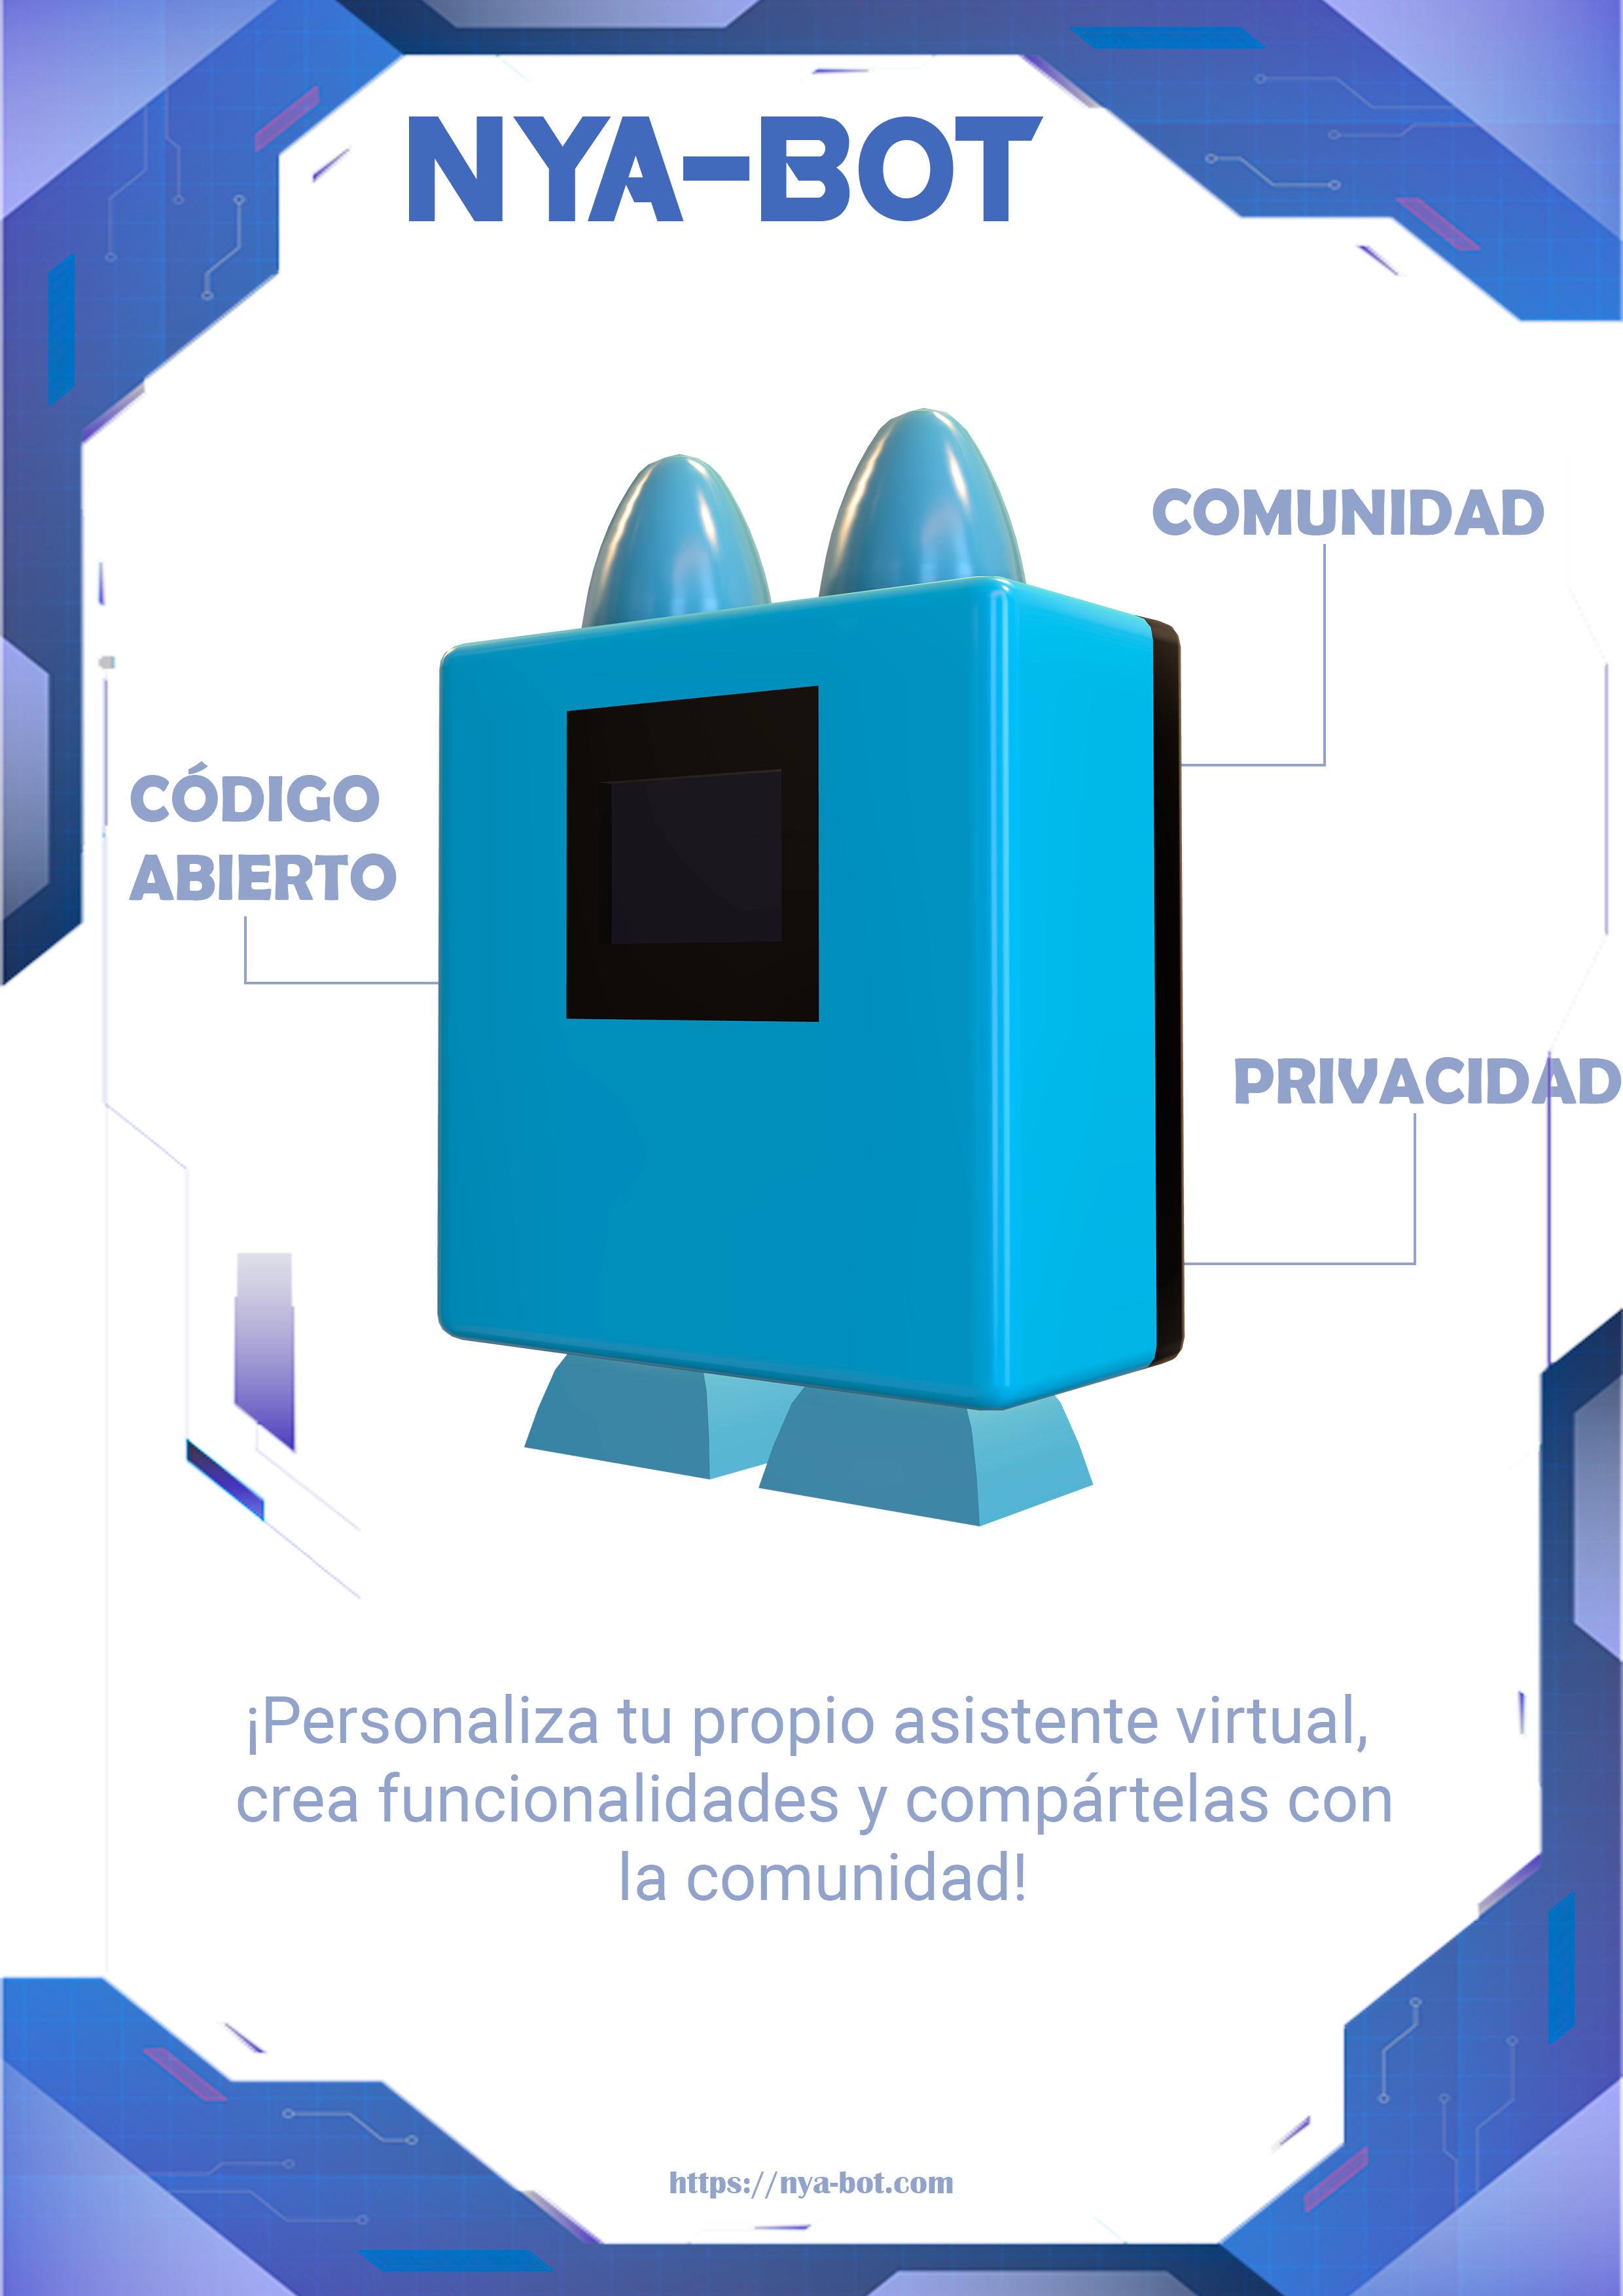 NYA-BOT
COMUNIDAD
CÓDIGO
ABIERTO
PRIVACIDAD
¡Personaliza tu propio asistente virtual,
crea funcionalidades y compártelas con
la comunidad!
https://nya-bot.com